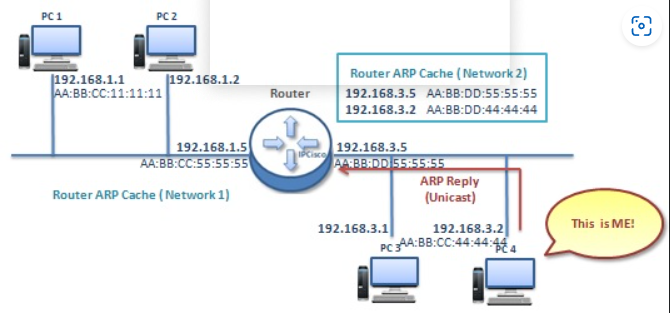 PC 1
PC 2
192.168.1.1
AA:BB:CC:11:11:11
192.168.1.2
Router
Router ARP Cache ( Network 2)
192.168.3.5 AA:BB:DD:55:55:55
192.168.3.2 AA:BB:DD:44:44:44
192.168.1.5
AA:BB:CC:55:55:55
IPCisco
192.168.3.5
AA:BB:DD:55:55:55
Router ARP Cache ( Network 1)
ARP Reply
(Unicast)
This is ME!
192.168.3.1
PC 3
192.168.3.2
AA:BB:CC:44:44:44
PC 4